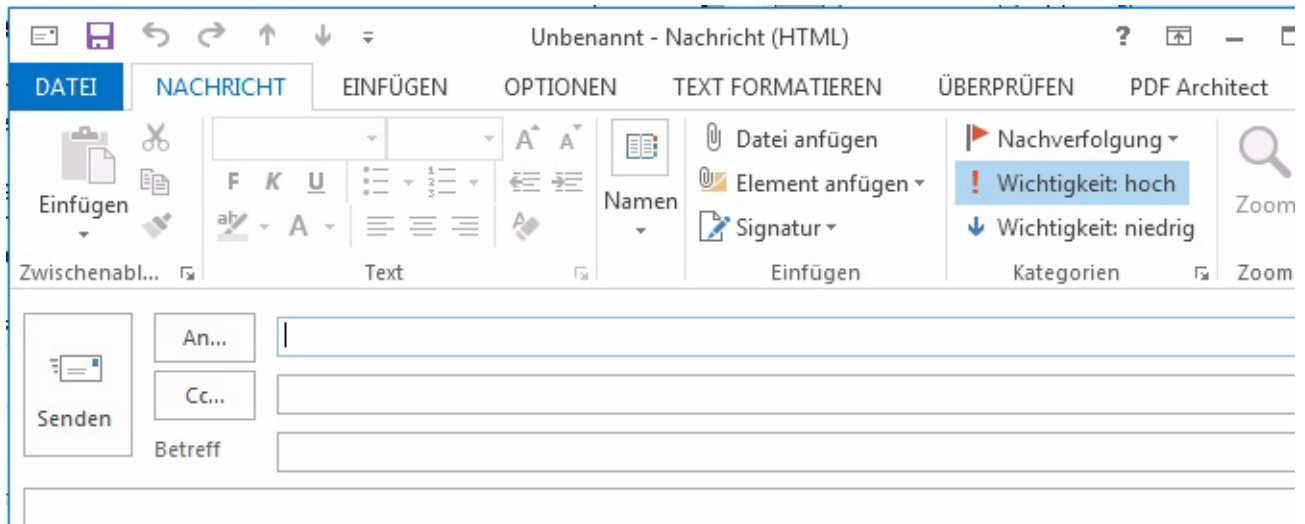 Unbenannt - Nachricht (HTML) ?
DATEI NACHRICHT EINFÜGEN OPTIONEN TEXT FORMATIEREN ÜBERPRÜFEN PDF Architect
Einfügen
Zwischenabl...
F K U
A A
ab A
Text
Namen
Datei anfügen
Element anfügen
Signatur
Einfügen
Nachverfolgung
! Wichtigkeit: hoch
Wichtigkeit: niedrig
Kategorien
Zoom
Zoom
Senden
An...
Cc...
Betreff